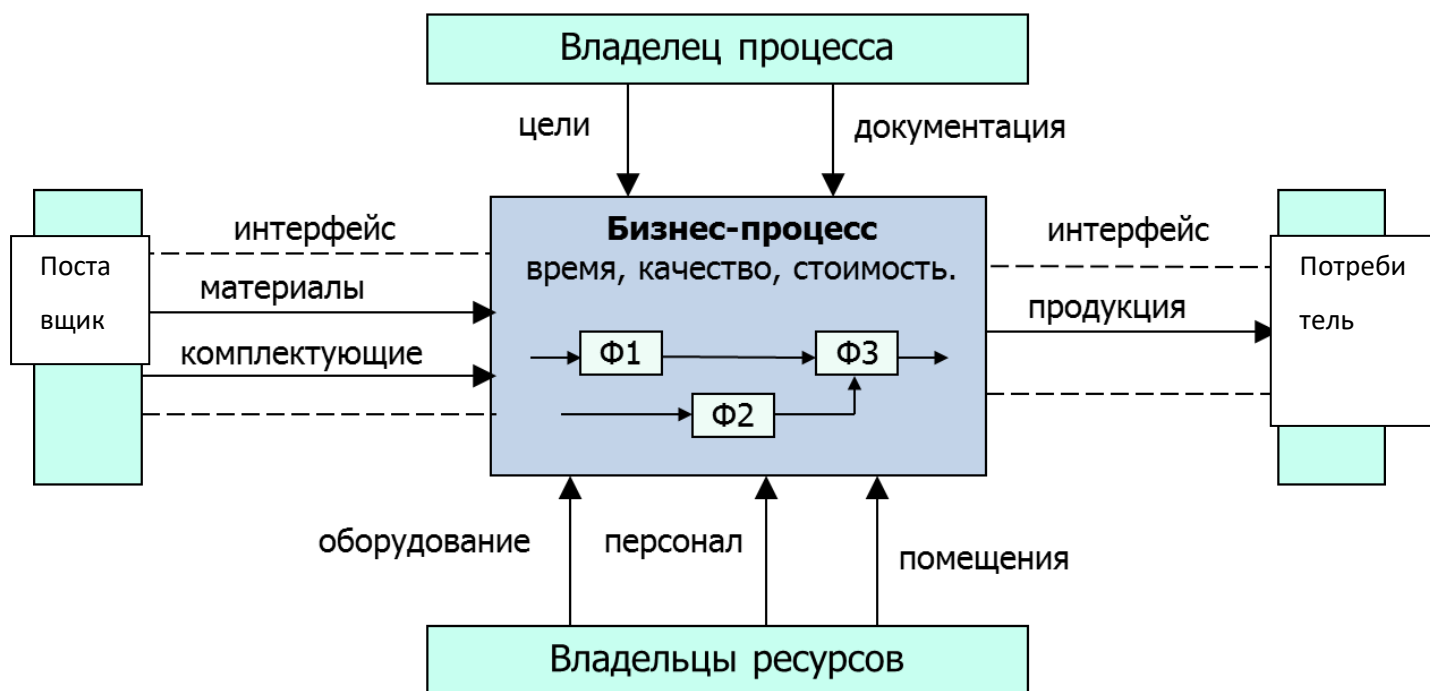 Владелец процесса
цели
документация
интерфейс
Бизнес-процесс
интерфейс
время, качество, стоимость.
Поста
вщик
Потреби
тель
материалы
продукция
комплектующие
Ф1
Ф3
Ф2
оборудование
персонал
помещения
Владельцы ресурсов